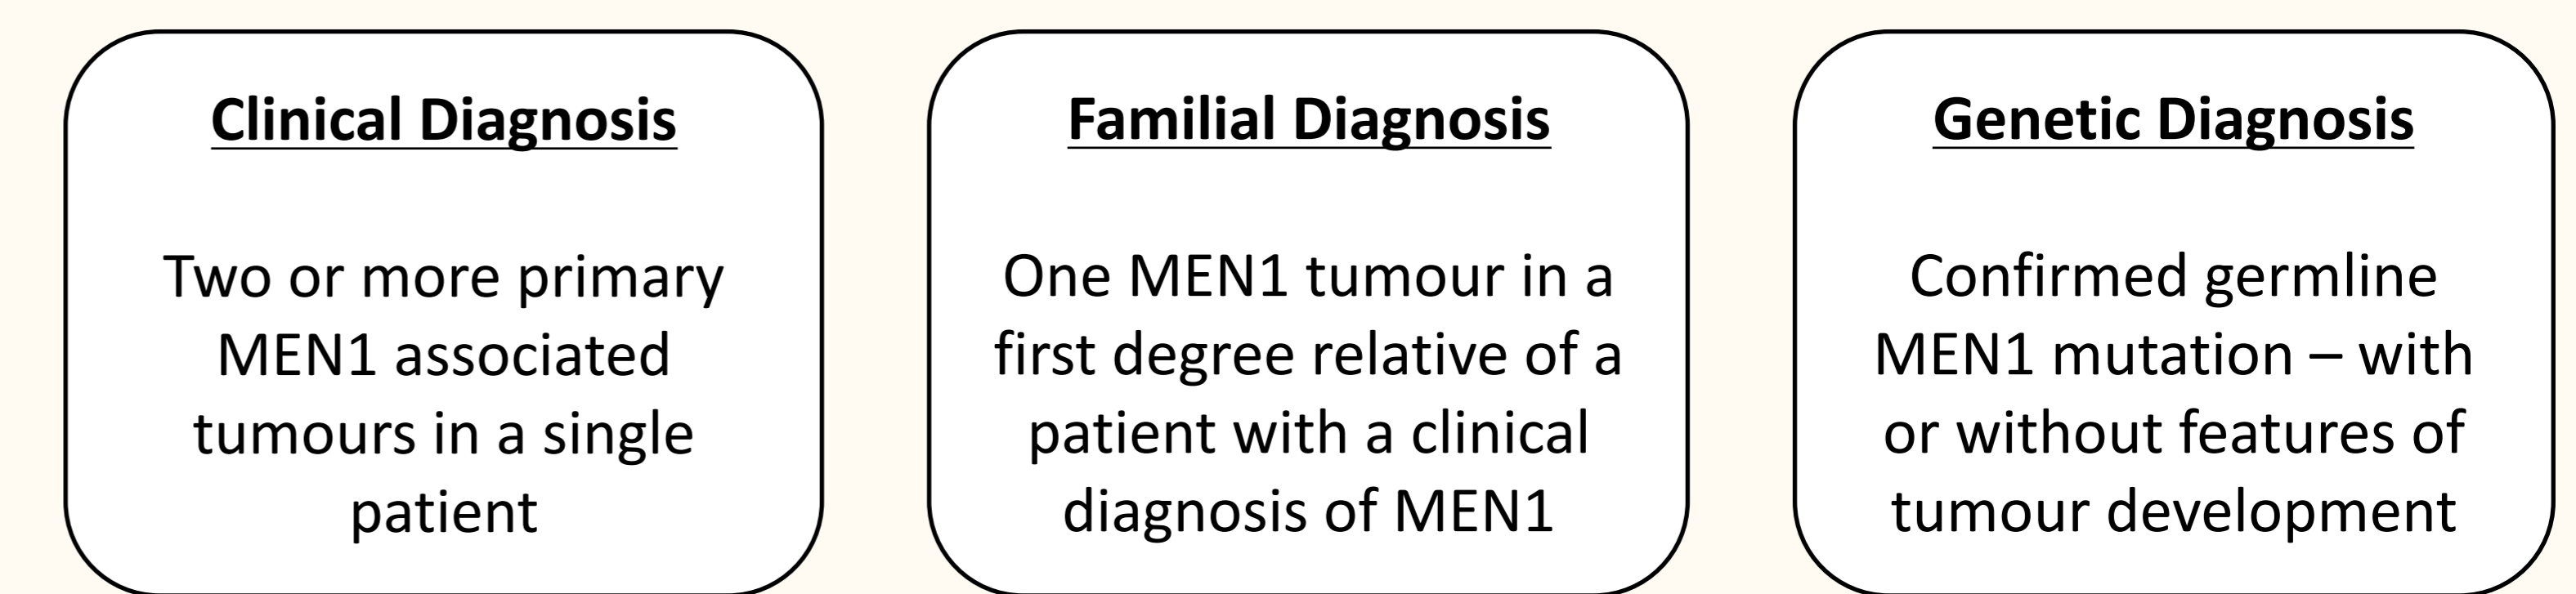 Clinical Diagnosis
Two or more primary
MEN1 associated
tumours in a single
patient
Familial Diagnosis
One MEN1 tumour in a
first degree relative of a
patient with a clinical
diagnosis of MEN1
Genetic Diagnosis
Confirmed germline
MEN1 mutation – with
or without features of
tumour development